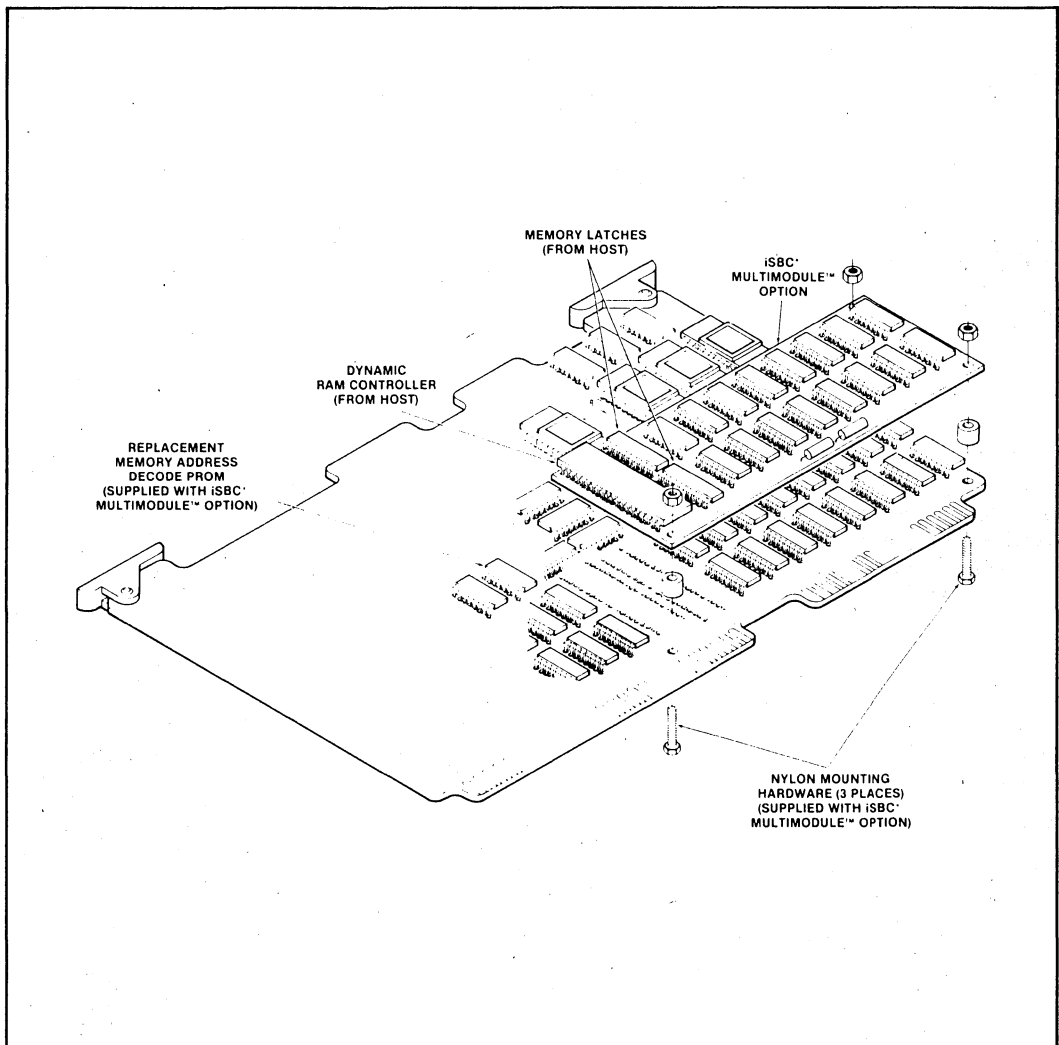 MEMORY LATCHES
(FROM HOST)
iSBC®
MULTIMODULE™
OPTION
DYNAMIC
RAM CONTROLLER
(FROM HOST)
REPLACEMENT
MEMORY ADDRESS
DECODE PROM
(SUPPLIED WITH iSBC®
MULTIMODULE™ OPTION)
NYLON MOUNTING
HARDWARE (3 PLACES)
(SUPPLIED WITH iSBC®
MULTIMODULE™ OPTION)